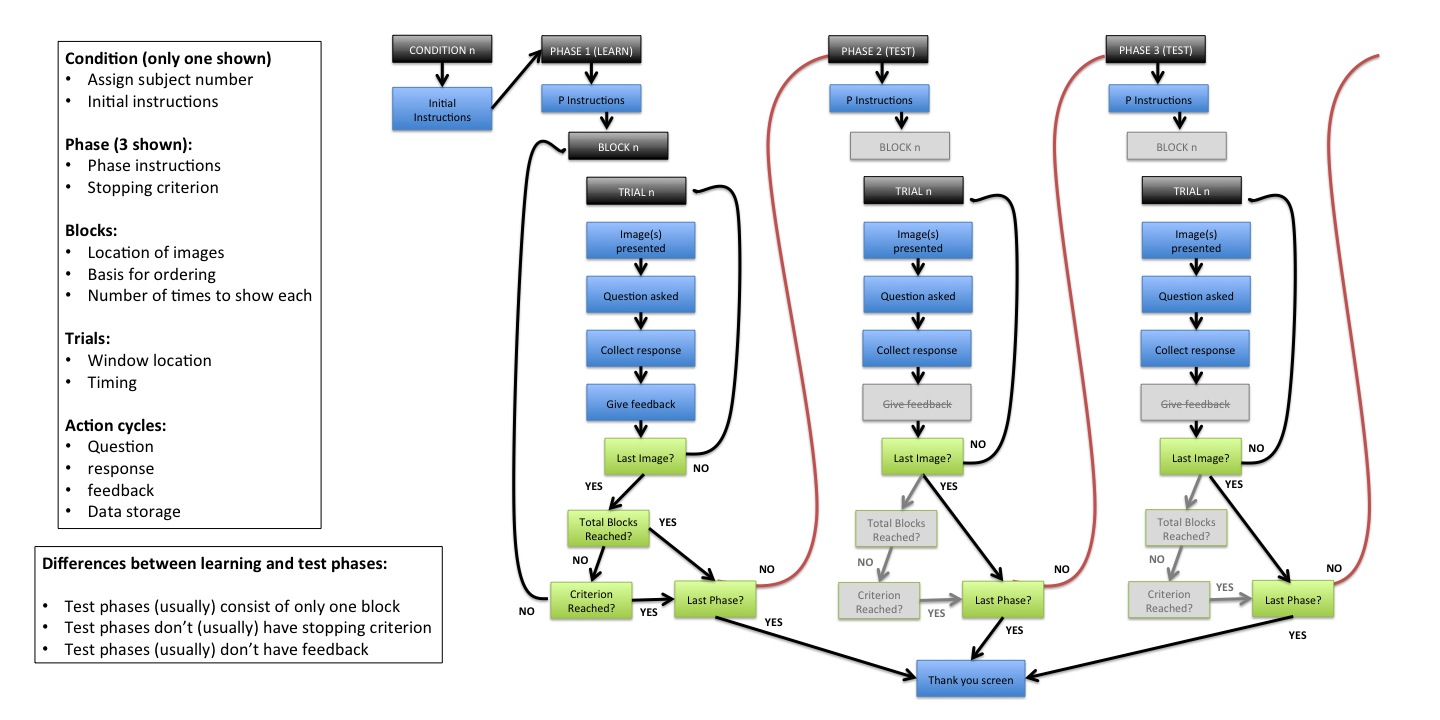 Condition (only one shown)
• Assign subject number
• Initial instructions
Phase (3 shown):
• Phase instructions
• Stopping criterion
Blocks:
• Location of images
• Basis for ordering
• Number of times to show each
Trials:
• Window location
• Timing
Action cycles:
• Question
• response
• feedback
• Data storage
Differences between learning and test phases:
• Test phases (usually) consist of only one block
• Test phases don’t (usually) have stopping criterion
• Test phases (usually) don’t have feedback
CONDITION n
Initial
Instructions
PHASE 1 (LEARN)
P Instructions
BLOCK n
TRIAL n
Image(s)
presented
Question asked
Collect response
Give feedback
Last Image?
NO
YES
Total Blocks
Reached?
YES
NO
Criterion
Reached?
NO
YES
Last Phase?
NO
YES
PHASE 2 (TEST)
P Instructions
BLOCK n
TRIAL n
Image(s)
presented
Question asked
Collect response
Give feedback
Last Image?
NO
YES
Total Blocks
Reached?
NO
Criterion
Reached?
YES
Last Phase?
NO
YES
PHASE 3 (TEST)
P Instructions
BLOCK n
TRIAL n
Image(s)
presented
Question asked
Collect response
Give feedback
Last Image?
NO
YES
Total Blocks
Reached?
NO
Criterion
Reached?
YES
Last Phase?
NO
YES
Thank you screen